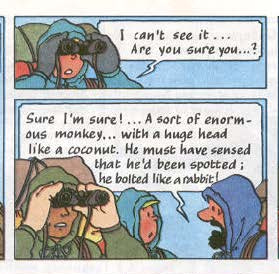 I can't see it ...
Are you sure you...?
Sure I'm sure! ... A sort of enorm-
ous monkey... with a huge head
like a coconut. He must have sensed
that he'd been spotted;
he bolted like a rabbit!